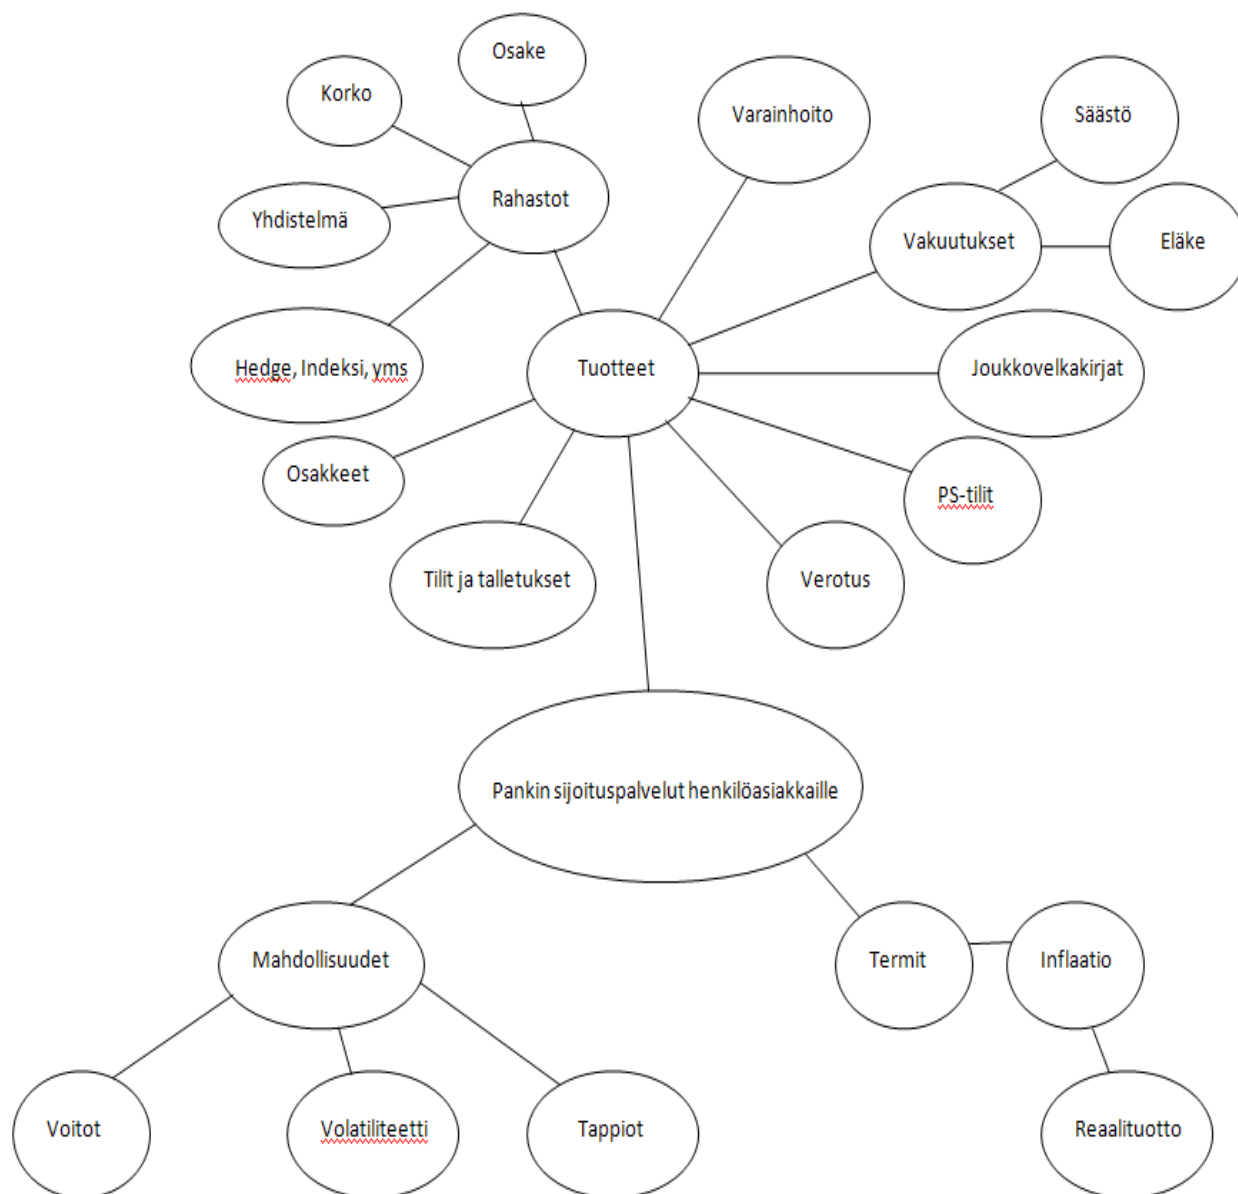 Osake
Korko
Varainhoito
Säästö
Rahastot
Yhdistelmä
Vakuutukset
Eläke
Hedge, Indeksi, yms
Tuotteet
Joukkovelkakirjat
Osakkeet
PS-tilit
Tilit ja talletukset
Verotus
Pankin sijoituspalvelut henkilöasiakkaille
Mahdollisuudet
Termit
Inflaatio
Voitot
Volatiliteetti
Tappiot
Reaalituotto